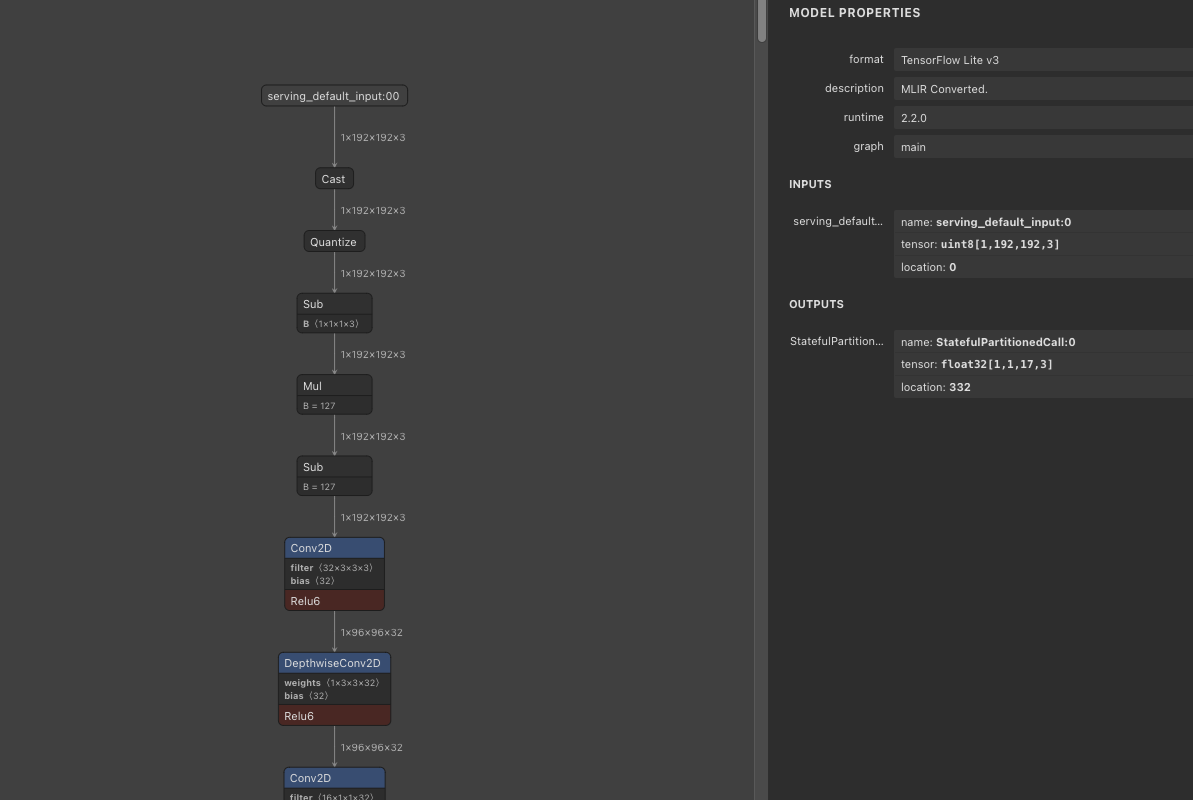 serving_default_input:00
1×192×192×3
Cast
1×192×192×3
Quantize
1×192×192×3
Sub
B ⟨1×1×1×3⟩
1×192×192×3
Mul
B = 127
1×192×192×3
Sub
B = 127
1×192×192×3
Conv2D
filter ⟨32×3×3×3⟩
bias ⟨32⟩
Relu6
1×96×96×32
DepthwiseConv2D
weights ⟨1×3×3×32⟩
bias ⟨32⟩
Relu6
1×96×96×32
Conv2D
filter ⟨16×1×1×32⟩
MODEL PROPERTIES
format TensorFlow Lite v3
description MLIR Converted.
runtime 2.2.0
graph main
INPUTS
serving_default... name: serving_default_input:0
tensor: uint8[1,192,192,3]
location: 0
OUTPUTS
StatefulPartition... name: StatefulPartitionedCall:0
tensor: float32[1,1,17,3]
location: 332